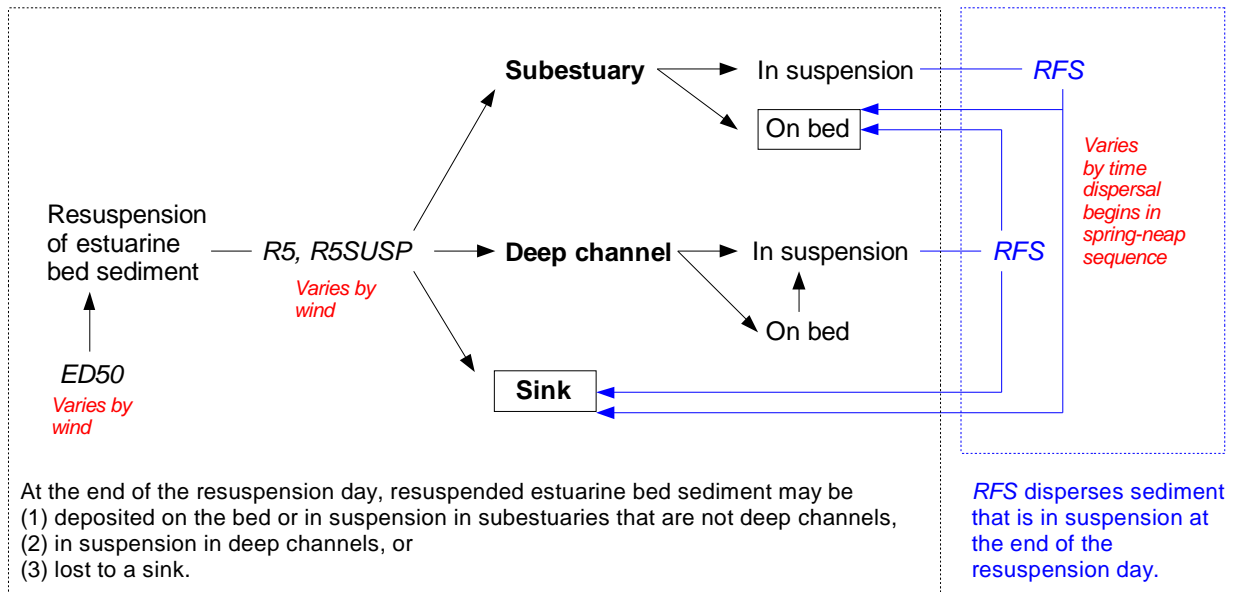 Subestuary
In suspension
RFS
On bed
Varies
by time
dispersal
begins in
spring-neap
sequence
Resuspension
of estuarine
bed sediment
R5, R5SUSP
Varies by
wind
Deep channel
In suspension
RFS
On bed
ED50
Varies by
wind
Sink
At the end of the resuspension day, resuspended estuarine bed sediment may be
(1) deposited on the bed or in suspension in subestuaries that are not deep channels,
(2) in suspension in deep channels, or
(3) lost to a sink.
RFS disperses sediment
that is in suspension at
the end of the
resuspension day.